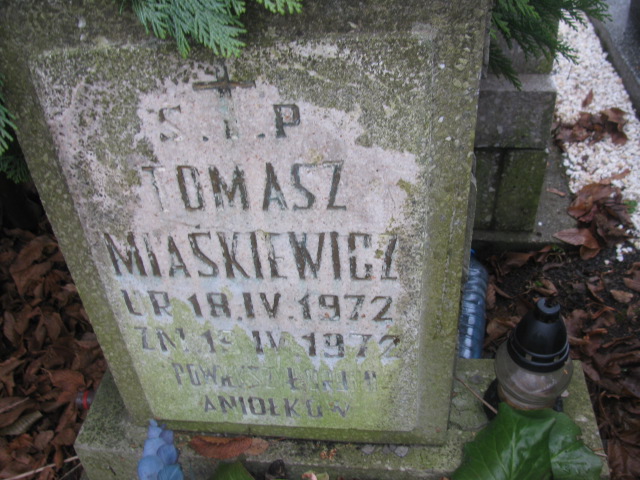 Ś.P.
TOMASZ
MIAŚKIEWICZ
UR 18.IV.1972
ZM IV 1972
ANIOŁKÓW